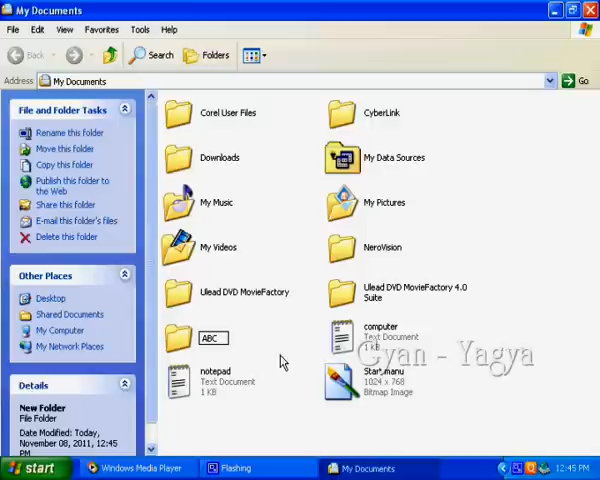 My Documents
File Edit View Favorites Tools Help
Back Search Folders
Address My Documents Go
File and Folder Tasks
Rename this folder
Move this folder
Copy this folder
Publish this folder to
the Web
Share this folder
E-mail this folder's files
Delete this folder
Other Places
Desktop
Shared Documents
My Computer
My Network Places
Details
New Folder
File Folder
Date Modified: Today,
November 08, 2011, 12:45
PM
Corel User Files
CyberLink
Downloads
My Data Sources
My Music
My Pictures
My Videos
NeroVision
Ulead DVD MovieFactory
Ulead DVD MovieFactory 4.0
Suite
ABC
computer
Text Document
1 KB
Gyan - Yagya
notepad
Text Document
1 KB
Start manu
1024 x 768
Bitmap Image
start Windows Media Player Flashing My Documents 12:45 PM